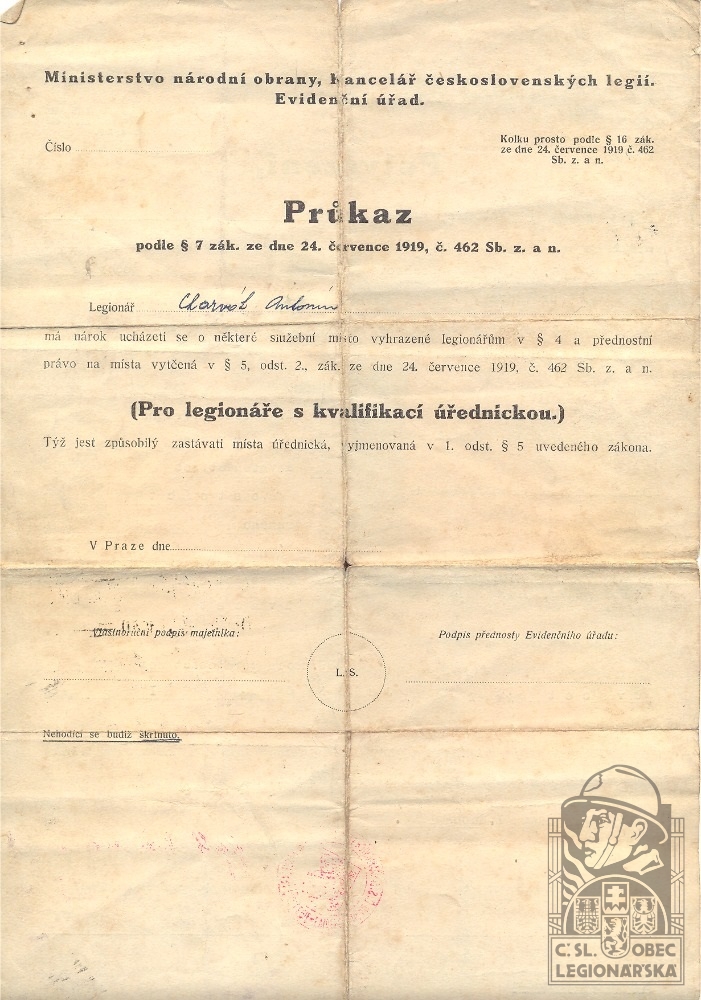 Ministerstvo národní obrany, kancelář československých legií.
Evidenční úřad.
Číslo
Kolku prosto podle § 16 zák.
ze dne 24. července 1919 č. 462
Sb. z. a n.
Průkaz
podle § 7 zák. ze dne 24. července 1919, č. 462 Sb. z. a n.
Legionář Charvát Antonín
má nárok ucházeti se o některé služební místo vyhrazené legionářům v § 4 a přednostní
právo na místa vytčená v § 5, odst. 2., zák. ze dne 24. července 1919, č. 462 Sb. z. a n.
(Pro legionáře s kvalifikací úřednickou.)
Týž jest způsobilý zastávati místa úřednická, vyjmenovaná v 1. odst. § 5 uvedeného zákona.
V Praze dne
Vlastnoruční podpis majetníka:
Podpis přednosty Evidenčního úřadu:
L. S.
Nehodící se budiž škrtnuto.
Č.SL. OBEC
LEGIONÁŘSKÁ